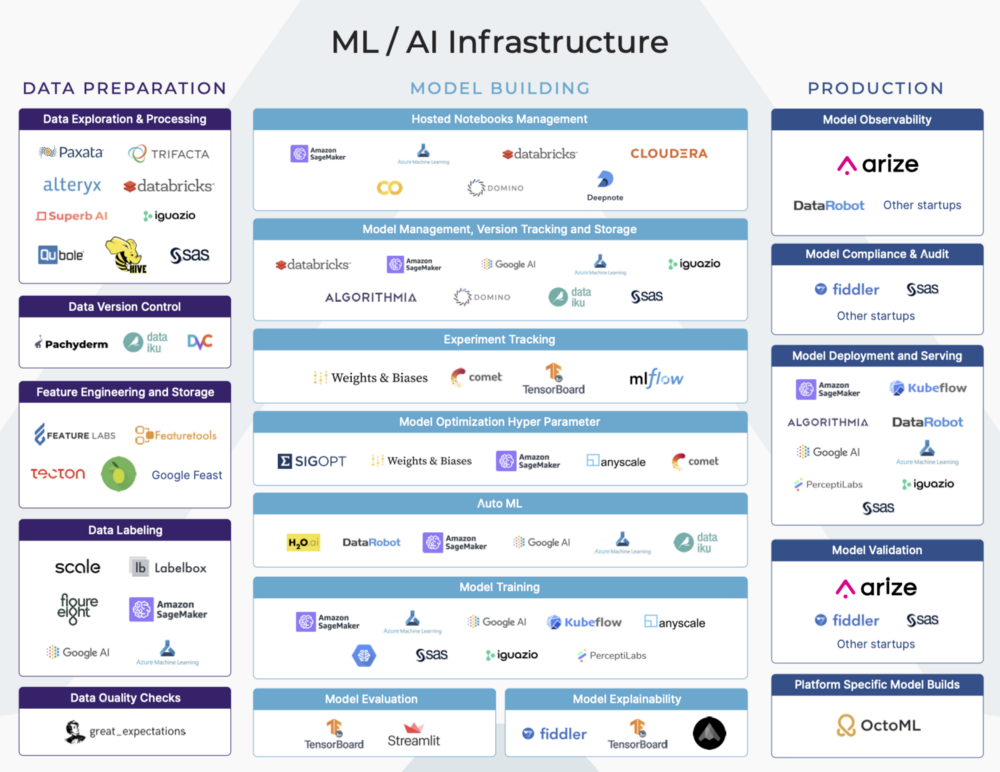 ML / AI Infrastructure
DATA PREPARATION
Data Exploration & Processing
Paxata
TRIFACTA
alteryx
databricks
Superb AI
iguazio
Qubole
HIVE
sas
Data Version Control
Pachyderm
data
iku
DVC
Feature Engineering and Storage
FEATURE LABS
Featuretools
TECTON
Google Feast
Data Labeling
scale
lb Labelbox
figure
eight
Amazon
SageMaker
Google AI
Azure Machine Learning
Data Quality Checks
great_expectations
MODEL BUILDING
Hosted Notebooks Management
Amazon
SageMaker
Azure Machine Learning
databricks
CLOUDERA
DOMINO
Deepnote
Model Management, Version Tracking and Storage
databricks
Amazon
SageMaker
Google AI
Azure Machine Learning
iguazio
ALGORITHMIA
DOMINO
data
iku
sas
Experiment Tracking
Weights & Biases
comet
TensorBoard
mlflow
Model Optimization Hyper Parameter
SIGOPT
Weights & Biases
Amazon
SageMaker
anyscale
comet
Auto ML
H2O.ai
DataRobot
Amazon
SageMaker
Google AI
Azure Machine Learning
data
iku
Model Training
Amazon
SageMaker
Azure Machine Learning
Google AI
Kubeflow
anyscale
sas
iguazio
PerceptiLabs
Model Evaluation
TensorBoard
Streamlit
Model Explainability
fiddler
TensorBoard
PRODUCTION
Model Observability
arize
DataRobot
Other startups
Model Compliance & Audit
fiddler
sas
Other startups
Model Deployment and Serving
Amazon
SageMaker
Kubeflow
ALGORITHMIA
DataRobot
Google AI
Azure Machine Learning
PerceptiLabs
iguazio
sas
Model Validation
arize
fiddler
sas
Other startups
Platform Specific Model Builds
OctoML